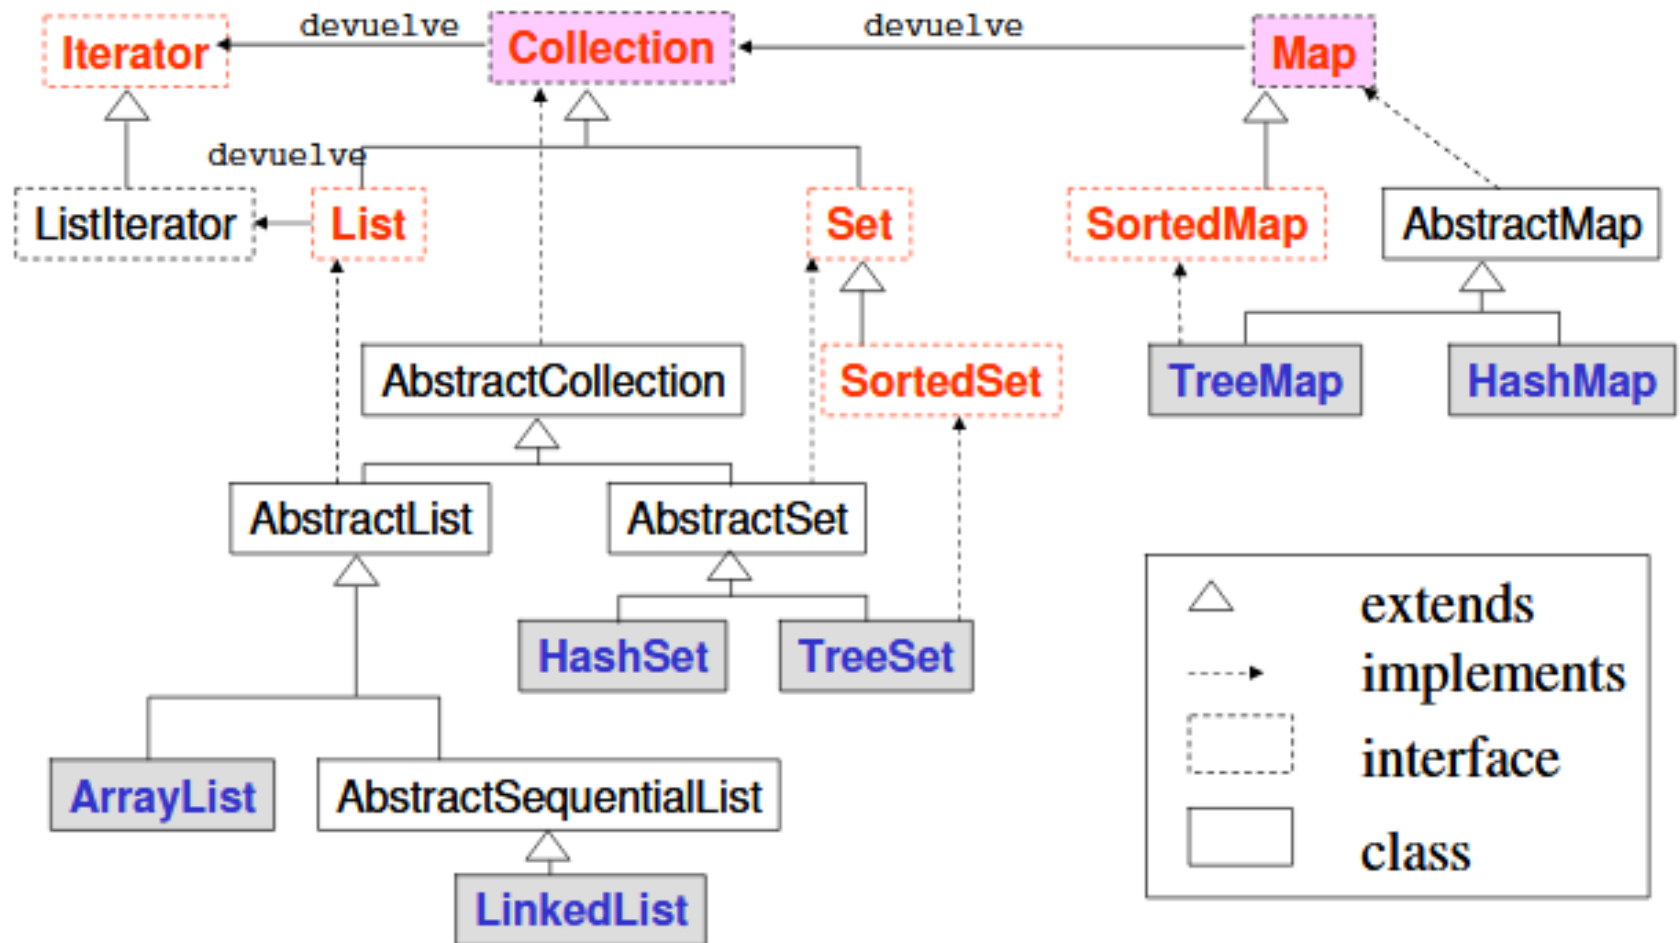 devuelve
devuelve
Iterator
Collection
Map
devuelve
ListIterator
List
Set
SortedMap
AbstractMap
AbstractCollection
SortedSet
TreeMap
HashMap
AbstractList
AbstractSet
HashSet
TreeSet
ArrayList
AbstractSequentialList
LinkedList
extends
implements
interface
class